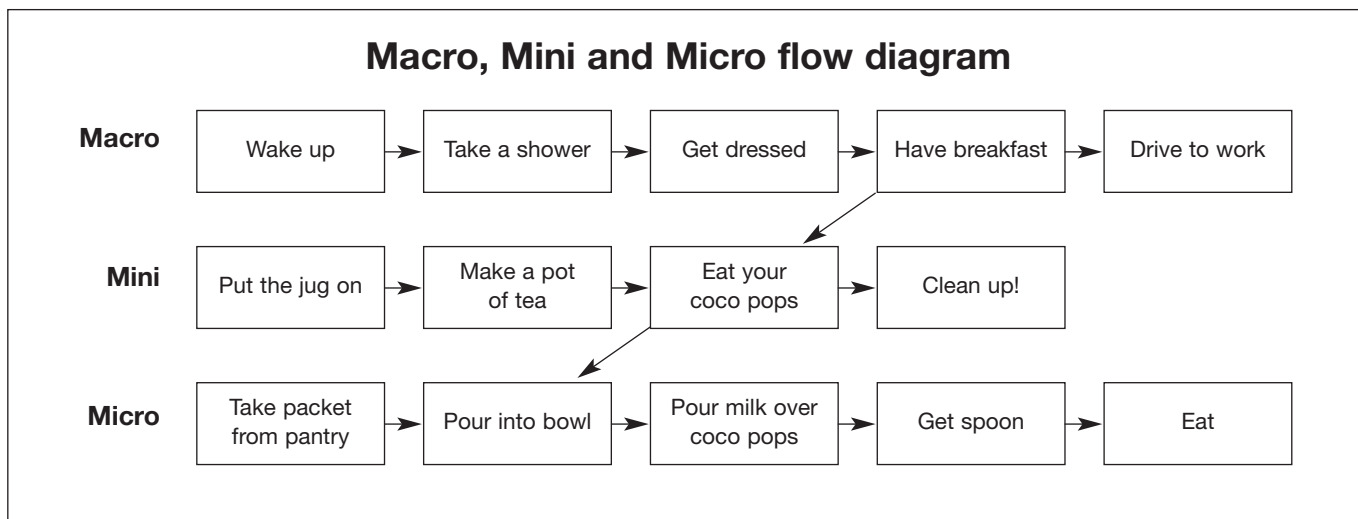 Macro, Mini and Micro flow diagram
Macro
Wake up
Take a shower
Get dressed
Have breakfast
Drive to work
Mini
Put the jug on
Make a pot
of tea
Eat your
coco pops
Clean up!
Micro
Take packet
from pantry
Pour into bowl
Pour milk over
coco pops
Get spoon
Eat